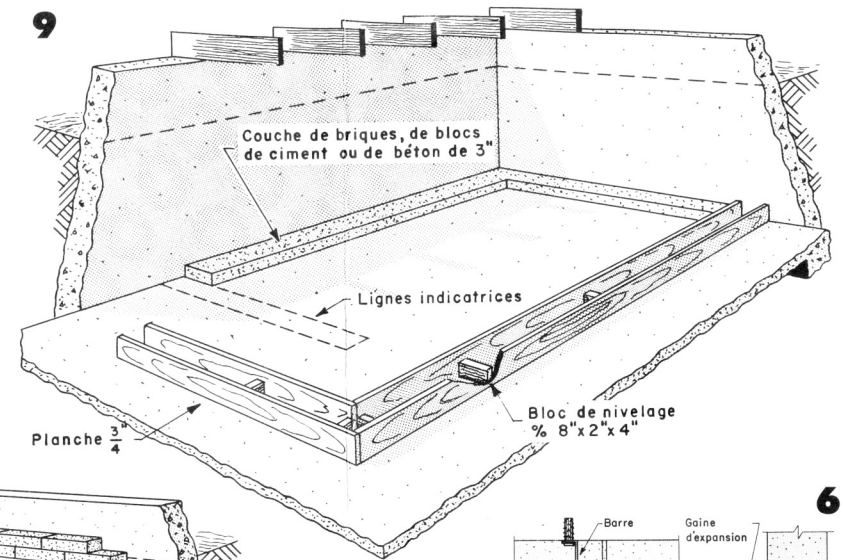 9
Couche de briques, de blocs
de ciment ou de béton de 3"
Lignes indicatrices
Planche 3/4"
Bloc de nivelage
% 8"x2"x4"
6
Barre
Gaine
d'expansion